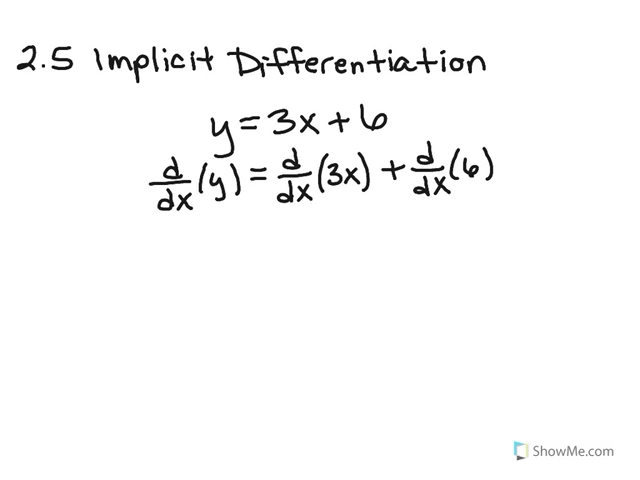 2.5 Implicit Differentiation
y = 3x + 6
d/dx (y) = d/dx (3x) + d/dx (6)
ShowMe.com